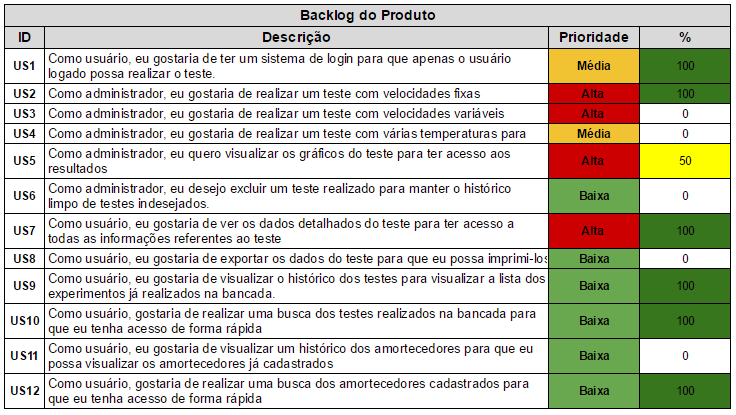 Backlog do Produto
ID Descrição Prioridade %
US1 Como usuário, eu gostaria de ter um sistema de login para que apenas o usuário logado possa realizar o teste. Média 100
US2 Como administrador, eu gostaria de realizar um teste com velocidades fixas Alta 100
US3 Como administrador, eu gostaria de realizar um teste com velocidades variáveis Alta 0
US4 Como administrador, eu gostaria de realizar um teste com várias temperaturas para Média 0
US5 Como administrador, eu quero visualizar os gráficos do teste para ter acesso aos resultados Alta 50
US6 Como administrador, eu desejo excluir um teste realizado para manter o histórico limpo de testes indesejados. Baixa 0
US7 Como usuário, eu gostaria de ver os dados detalhados do teste para ter acesso a todas as informações referentes ao teste Alta 100
US8 Como usuário, eu gostaria de exportar os dados do teste para que eu possa imprimi-los Baixa 0
US9 Como usuário, eu gostaria de visualizar o histórico dos testes para visualizar a lista dos experimentos já realizados na bancada. Baixa 100
US10 Como usuário, gostaria de realizar uma busca dos testes realizados na bancada para que eu tenha acesso de forma rápida Baixa 100
US11 Como usuário, eu gostaria de visualizar um histórico dos amortecedores para que eu possa visualizar os amortecedores já cadastrados Baixa 0
US12 Como usuário, gostaria de realizar uma busca dos amortecedores cadastrados para que eu tenha acesso de forma rápida Baixa 100